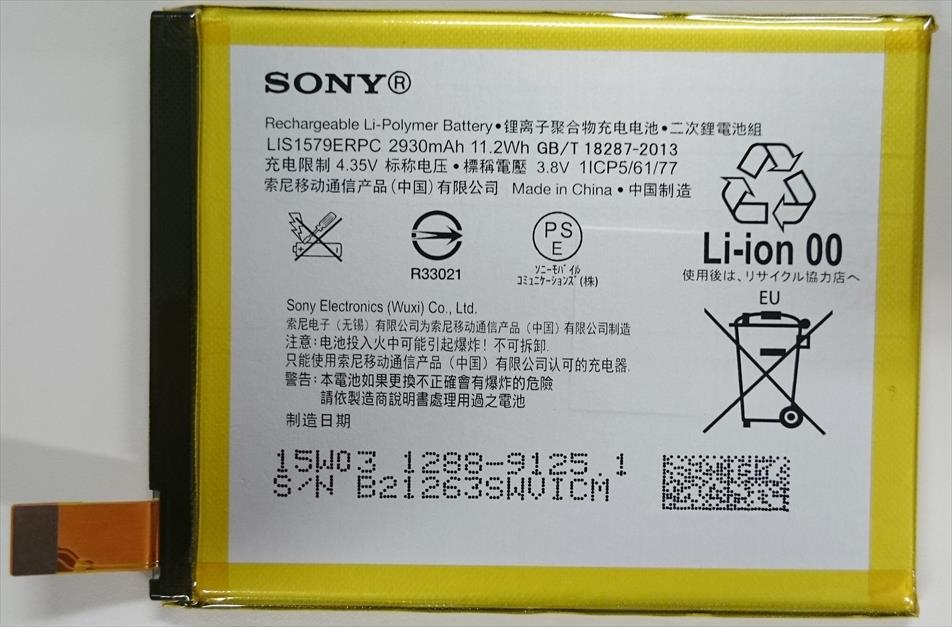 SONY®
Rechargeable Li-Polymer Battery•锂离子聚合物充电电池•二次鋰電池組
LIS1579ERPC 2930mAh 11.2Wh GB/T 18287-2013
充电限制 4.35V 标称电压•標稱電壓 3.8V 1ICP5/61/77
索尼移动通信产品(中国)有限公司 Made in China•中国制造
R33021
PS
E
ソニーモバイル
コミュニケーションズ(株)
Li-ion 00
使用後は、リサイクル協力店へ
EU
Sony Electronics (Wuxi) Co., Ltd.
索尼电子（无锡）有限公司为索尼移动通信产品（中国）有限公司制造
注意:电池投入火中可能引起爆炸! 不可拆卸.
只能使用索尼移动通信产品（中国）有限公司认可的充电器.
警告:本電池如果更換不正確會有爆炸的危險
請依製造商說明書處理用過之電池
制造日期
15W03 1288-9125.1
S/N B21263SWVICM